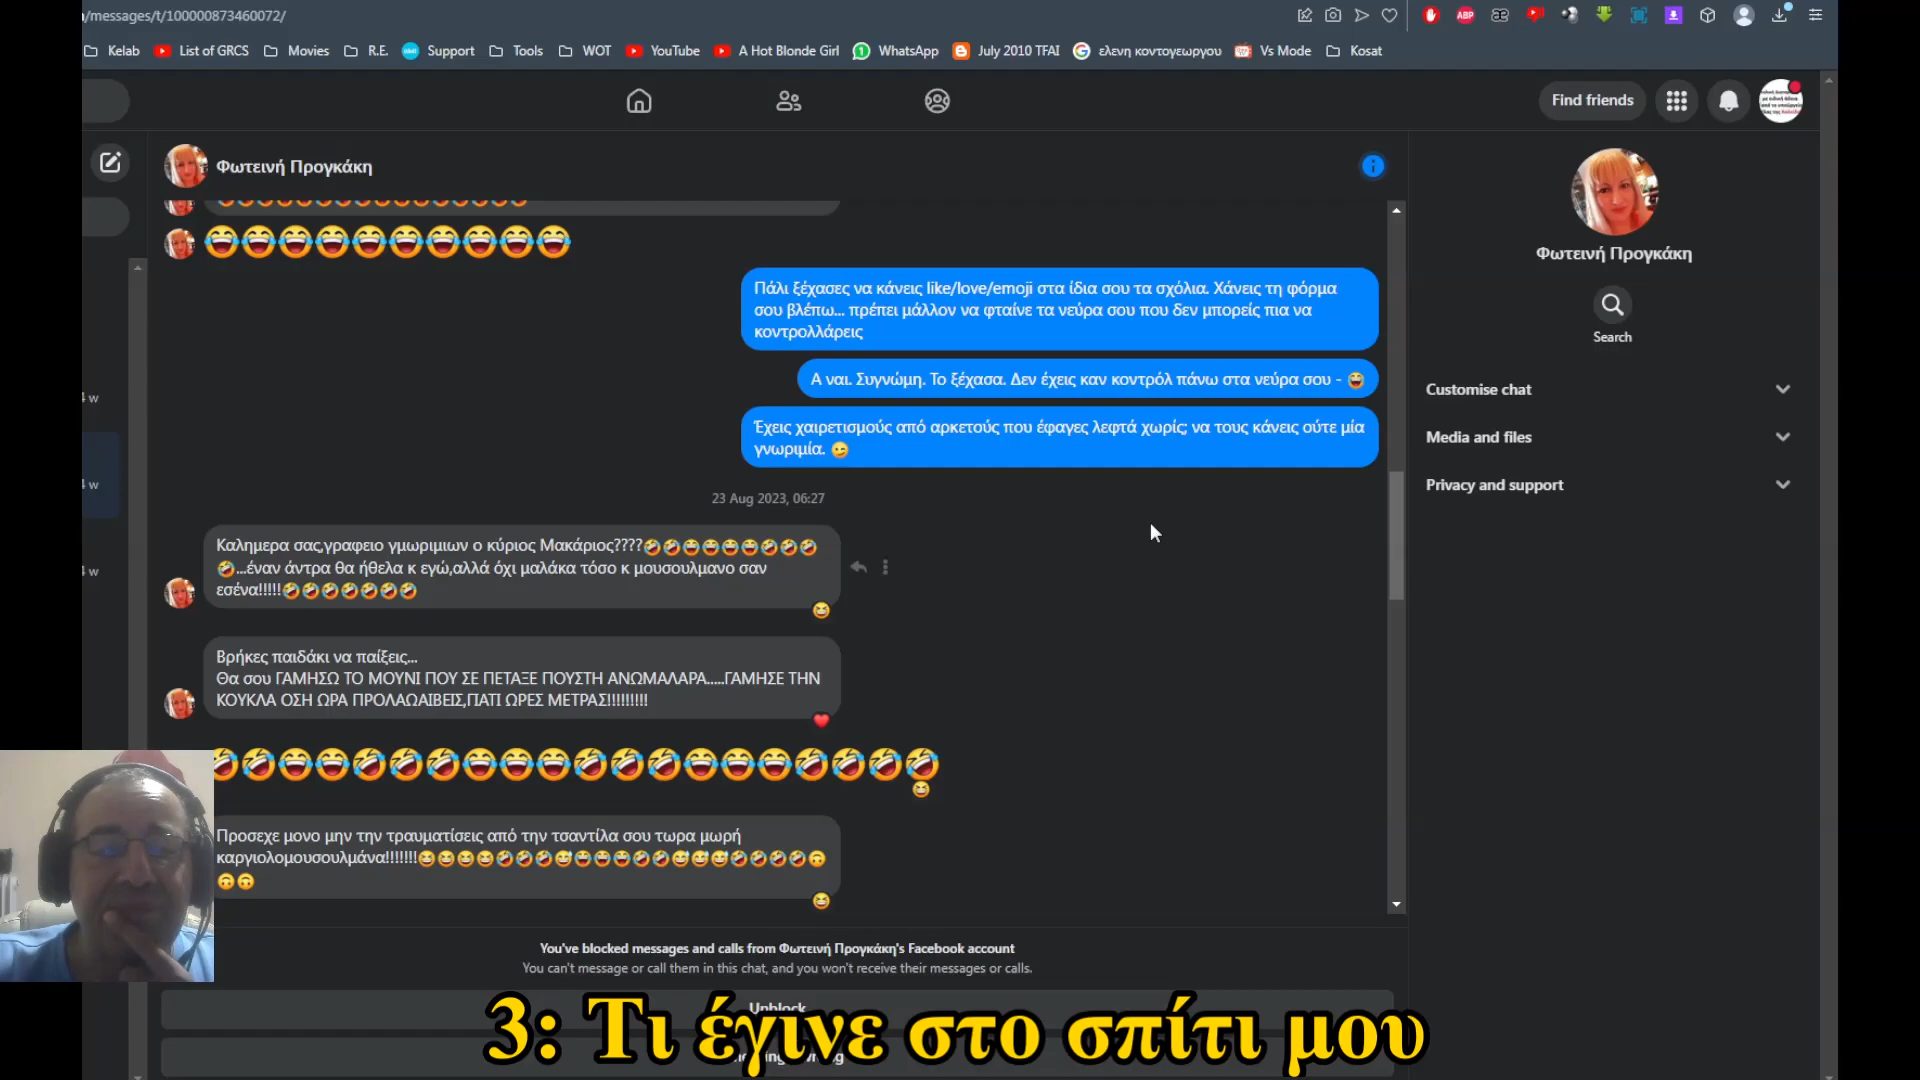 /messages/t/100000873460072/
Kelab List of GRCS Movies R.E. Support Tools WOT YouTube A Hot Blonde Girl WhatsApp July 2010 TFAI ελενη κοντογεωργου Vs Mode Kosat
ABP
Find friends
Φωτεινή Προγκάκη
Πάλι ξέχασες να κάνεις like/love/emoji στα ίδια σου τα σχόλια. Χάνεις τη φόρμα
σου βλέπω... πρέπει μάλλον να φταίνε τα νεύρα σου που δεν μπορείς πια να
κοντρολλάρεις
Α ναι. Συγνώμη. Το ξέχασα. Δεν έχεις καν κοντρόλ πάνω στα νεύρα σου - 😂
Έχεις χαιρετισμούς από αρκετούς που έφαγες λεφτά χωρίς; να τους κάνεις ούτε μία
γνωριμία. 😉
23 Aug 2023, 06:27
Καλημερα σας,γραφειο γμωριμιων ο κύριος Μακάριος????
...έναν άντρα θα ήθελα κ εγώ,αλλά όχι μαλάκα τόσο κ μουσουλμανο σαν
εσένα!!!!!
Βρήκες παιδάκι να παίξεις...
Θα σου ΓΑΜΗΣΩ ΤΟ ΜΟΥΝΙ ΠΟΥ ΣΕ ΠΕΤΑΞΕ ΠΟΥΣΤΗ ΑΝΩΜΑΛΑΡΑ.....ΓΑΜΗΣΕ ΤΗΝ
ΚΟΥΚΛΑ ΟΣΗ ΩΡΑ ΠΡΟΛΑΩΑΙΒΕΙΣ,ΓΙΑΤΙ ΩΡΕΣ ΜΕΤΡΑΣ!!!!!!!!!
Προσεχε μονο μην την τραυματίσεις από την τσαντίλα σου τωρα μωρή
καργιολομουσουλμάνα!!!!!!!
You've blocked messages and calls from Φωτεινή Προγκάκη's Facebook account
You can't message or call them in this chat, and you won't receive their messages or calls.
Unblock
3: Τι έγινε στο σπίτι μου
Φωτεινή Προγκάκη
Search
Customise chat
Media and files
Privacy and support